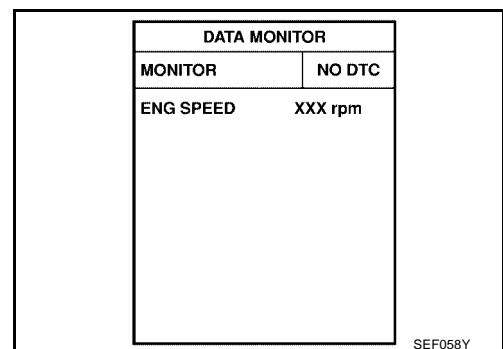 DATA MONITOR
MONITOR NO DTC
ENG SPEED XXX rpm
SEF058Y